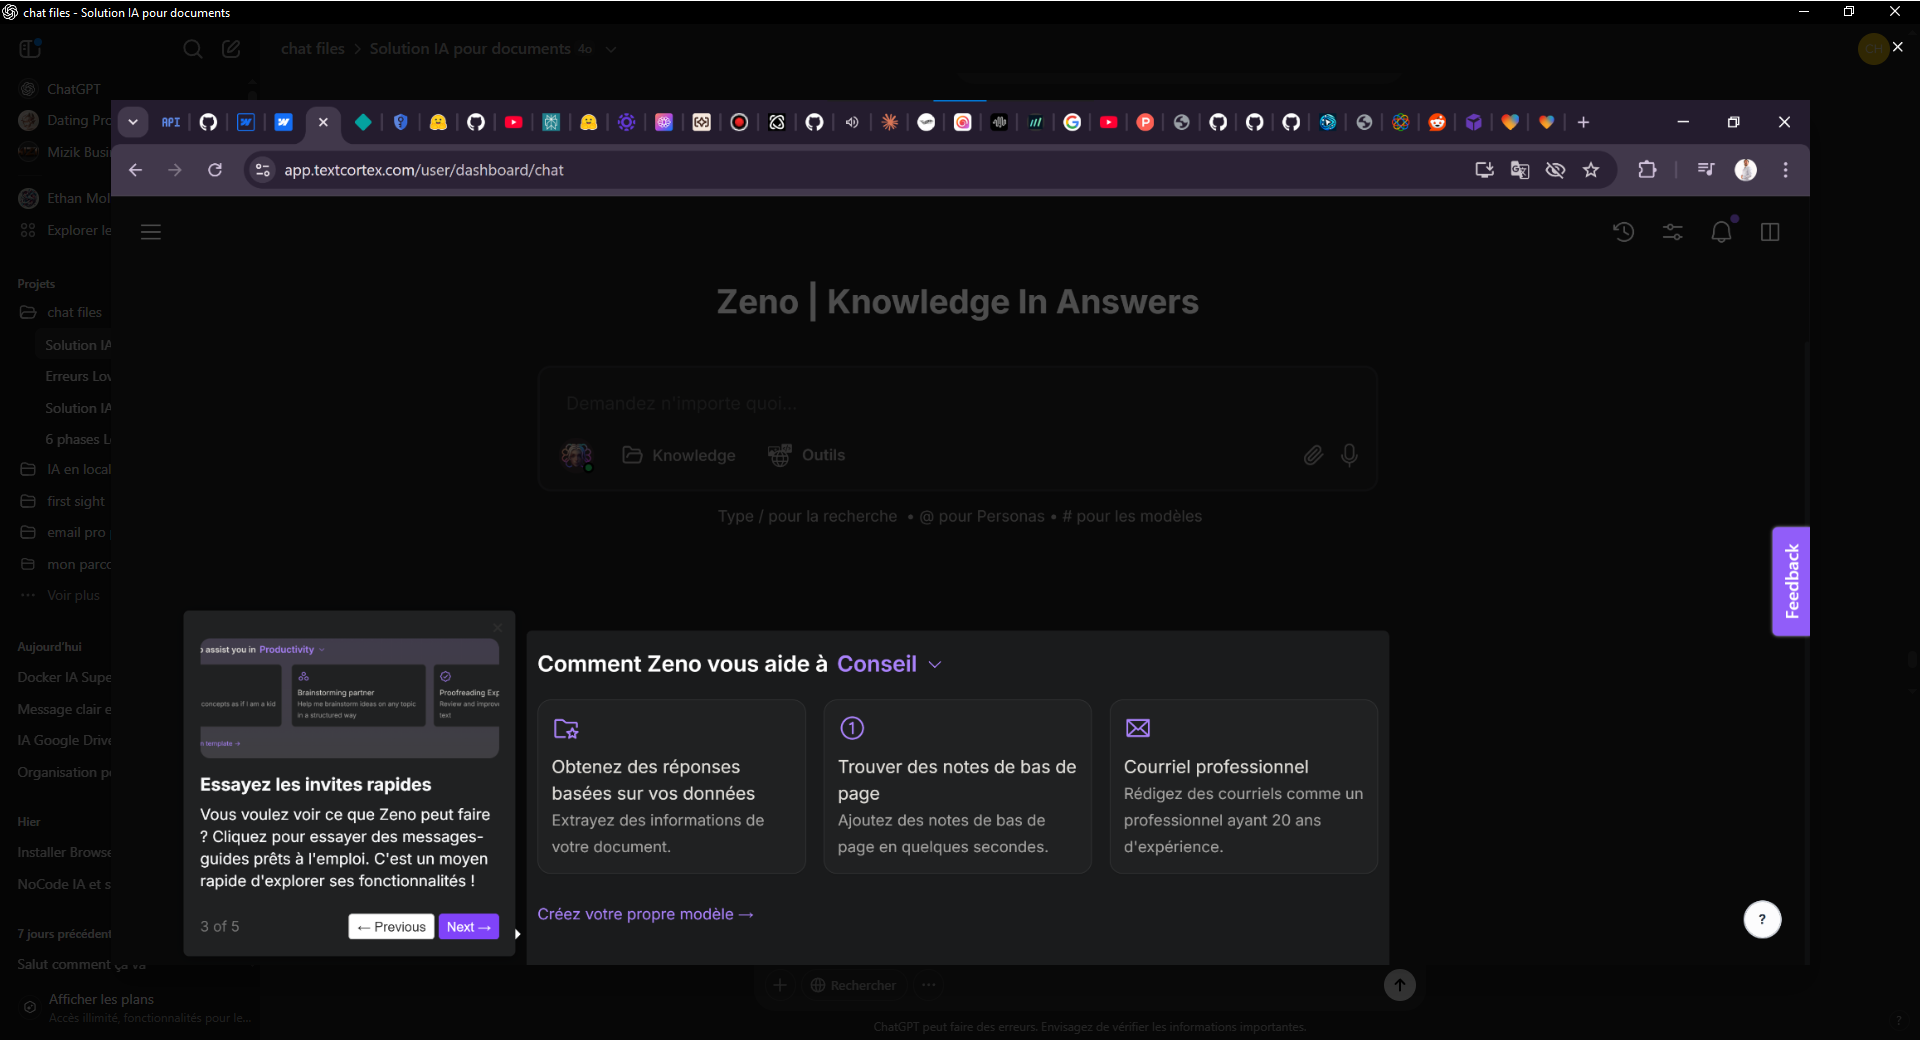 chat files - Solution IA pour documents
chat files > Solution IA pour documents 4o
CH
ChatGPT
Dating Pro
Mizik Busi
Ethan Mol
Explorer le
Projets
chat files
Solution IA
Erreurs Lov
Solution IA
6 phases L
IA en local
first sight
email pro
mon parco
Voir plus
Aujourd'hui
Docker IA Supe
Message clair e
IA Google Drive
Organisation p
Hier
Installer Browse
NoCode IA et s
7 jours précédent
Salut comment ça va
Afficher les plans
Accès illimité, fonctionnalités pour le...
API
app.textcortex.com/user/dashboard/chat
Zeno | Knowledge In Answers
Demandez n'importe quoi...
Knowledge
Outils
Type / pour la recherche • @ pour Personas • # pour les modèles
Feedback
o assist you in Productivity
concepts as if I am a kid
Brainstorming partner
Help me brainstorm ideas on any topic
in a structured way
Proofreading Exp
Review and improv
text
n template →
Essayez les invites rapides
Vous voulez voir ce que Zeno peut faire
? Cliquez pour essayer des messages-
guides prêts à l'emploi. C'est un moyen
rapide d'explorer ses fonctionnalités !
3 of 5
← Previous
Next →
Comment Zeno vous aide à Conseil
Obtenez des réponses
basées sur vos données
Extrayez des informations de
votre document.
1
Trouver des notes de bas de
page
Ajoutez des notes de bas de
page en quelques secondes.
Courriel professionnel
Rédigez des courriels comme un
professionnel ayant 20 ans
d'expérience.
Créez votre propre modèle →
?
Rechercher
ChatGPT peut faire des erreurs. Envisagez de vérifier les informations importantes.
?